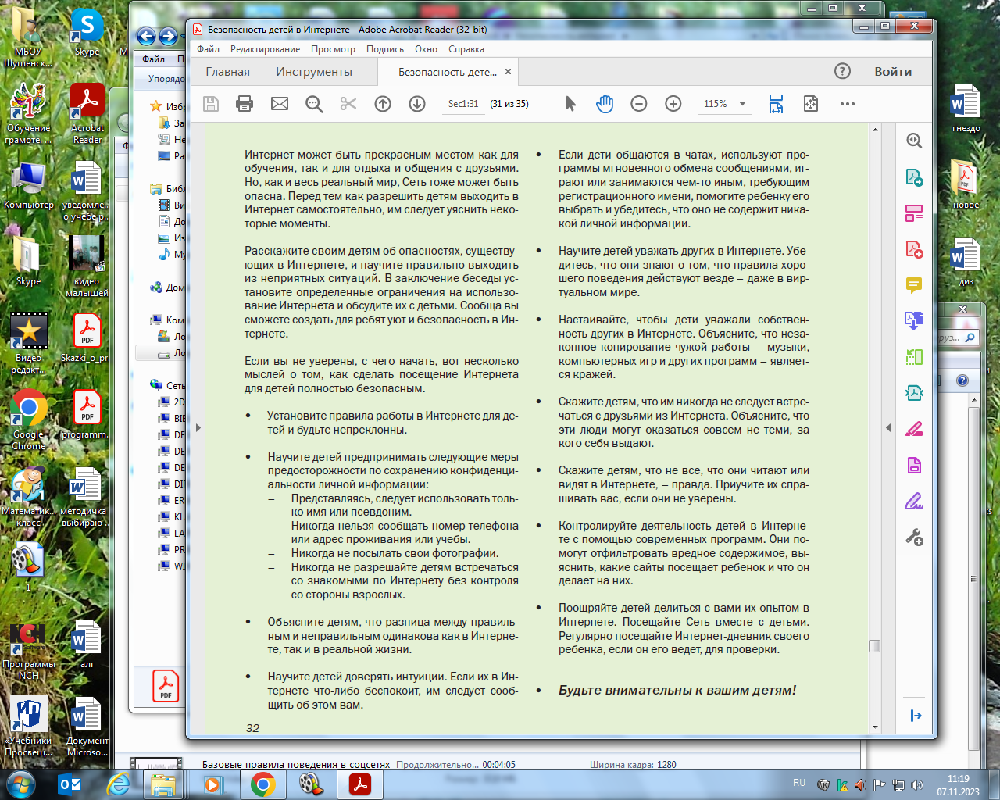 Безопасность детей в Интернете - Adobe Acrobat Reader (32-bit)
Файл Редактирование Просмотр Подпись Окно Справка
Главная Инструменты Безопасность дете... × Войти
Sec1:31 (31 из 35) 115%
Интернет может быть прекрасным местом как для
обучения, так и для отдыха и общения с друзьями.
Но, как и весь реальный мир, Сеть тоже может быть
опасна. Перед тем как разрешить детям выходить в
Интернет самостоятельно, им следует уяснить неко-
торые моменты.
Расскажите своим детям об опасностях, существу-
ющих в Интернете, и научите правильно выходить
из неприятных ситуаций. В заключение беседы ус-
тановите определенные ограничения на использо-
вание Интернета и обсудите их с детьми. Сообща вы
сможете создать для ребят уют и безопасность в Ин-
тернете.
Если вы не уверены, с чего начать, вот несколько
мыслей о том, как сделать посещение Интернета
для детей полностью безопасным.
• Установите правила работы в Интернете для де-
тей и будьте непреклонны.
• Научите детей предпринимать следующие меры
предосторожности по сохранению конфиденци-
альности личной информации:
– Представляясь, следует использовать толь-
ко имя или псевдоним.
– Никогда нельзя сообщать номер телефона
или адрес проживания или учебы.
– Никогда не посылать свои фотографии.
– Никогда не разрешайте детям встречаться
со знакомыми по Интернету без контроля
со стороны взрослых.
• Объясните детям, что разница между правиль-
ным и неправильным одинакова как в Интерне-
те, так и в реальной жизни.
• Научите детей доверять интуиции. Если их в Ин-
тернете что-либо беспокоит, им следует сооб-
щить об этом вам.
32
• Если дети общаются в чатах, используют про-
граммы мгновенного обмена сообщениями, иг-
рают или занимаются чем-то иным, требующим
регистрационного имени, помогите ребенку его
выбрать и убедитесь, что оно не содержит ника-
кой личной информации.
• Научите детей уважать других в Интернете. Убе-
дитесь, что они знают о том, что правила хоро-
шего поведения действуют везде – даже в вир-
туальном мире.
• Настаивайте, чтобы дети уважали собствен-
ность других в Интернете. Объясните, что неза-
конное копирование чужой работы – музыки,
компьютерных игр и других программ – являет-
ся кражей.
• Скажите детям, что им никогда не следует встре-
чаться с друзьями из Интернета. Объясните, что
эти люди могут оказаться совсем не теми, за
кого себя выдают.
• Скажите детям, что не все, что они читают или
видят в Интернете, – правда. Приучите их спра-
шивать вас, если они не уверены.
• Контролируйте деятельность детей в Интерне-
те с помощью современных программ. Они по-
могут отфильтровать вредное содержимое, вы-
яснить, какие сайты посещает ребенок и что он
делает на них.
• Поощряйте детей делиться с вами их опытом в
Интернете. Посещайте Сеть вместе с детьми.
Регулярно посещайте Интернет-дневник своего
ребенка, если он его ведет, для проверки.
• Будьте внимательны к вашим детям!
МБОУ
Шушенск...
Skype
Обучение
грамоте. ...
Acrobat
Reader
Компьютер
уведомле...
о учебе р...
Skype
видео
малышей
Видео
редакт...
Skazki_o_pr
Google
Chrome
programm.
Математик...
класс
методичка
выбираю .
1
Программы
NCH
алг
«Учебники
Просвещ...
Документ
Microso...
гнездо
новое
диз
Файл
Упорядо
Избр
За
Не
Ра
Библ
Ви
До
Из
Му
Дом
Ком
Ло
Ло
Сеть
2D
BIE
DE
DE
DE
DIF
ER
KL
LA
PR
WI
Базовые правила поведения в соцсетях Продолжительно... 00:04:05 Ширина кадра: 1280
RU
11:19
07.11.2023